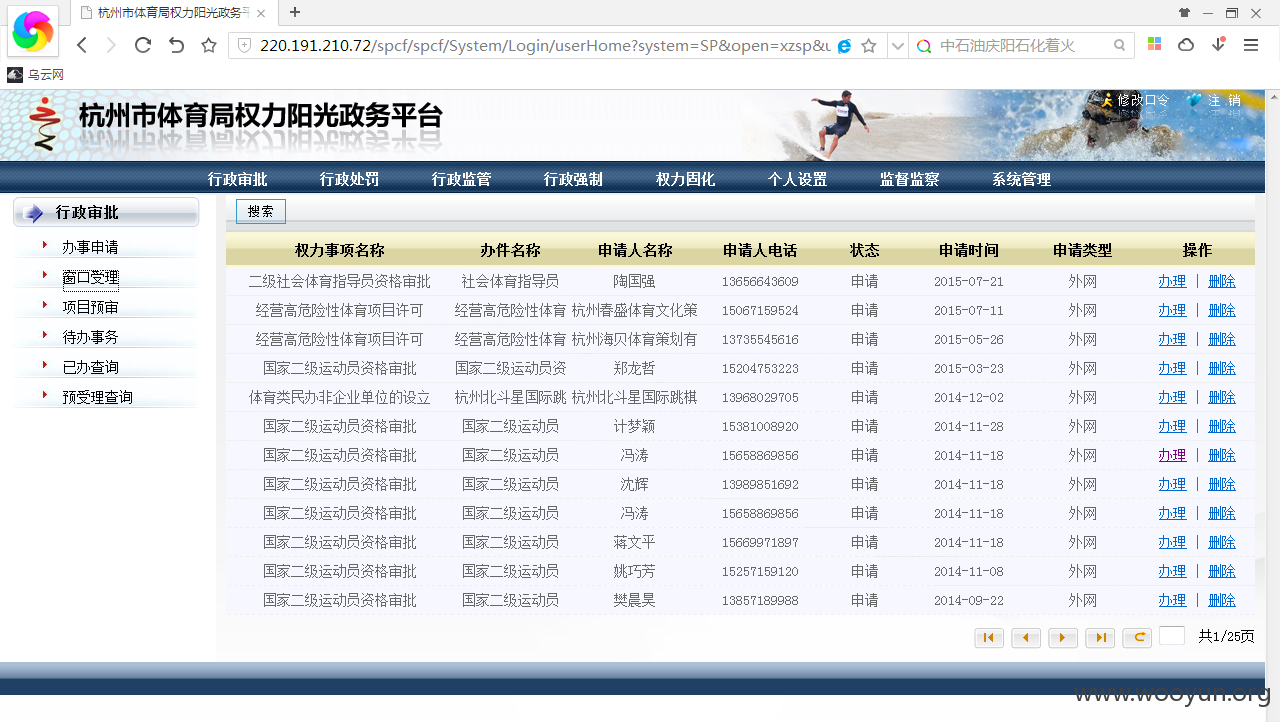 杭州市体育局权力阳光政务平
220.191.210.72/spcf/spcf/System/Login/userHome?system=SP&open=xzsp&u
中石油庆阳石化着火
乌云网
杭州市体育局权力阳光政务平台
修改口令 注 销
行政审批 行政处罚 行政监管 行政强制 权力固化 个人设置 监督监察 系统管理
行政审批
办事申请
窗口受理
项目预审
待办事务
已办查询
预受理查询
搜索
权力事项名称 办件名称 申请人名称 申请人电话 状态 申请时间 申请类型 操作
二级社会体育指导员资格审批 社会体育指导员 陶国强 13656643609 申请 2015-07-21 外网 办理 | 删除
经营高危险性体育项目许可 经营高危险性体育 杭州春盛体育文化策 15067159524 申请 2015-07-11 外网 办理 | 删除
经营高危险性体育项目许可 经营高危险性体育 杭州海贝体育策划有 13735545616 申请 2015-05-26 外网 办理 | 删除
国家二级运动员资格审批 国家二级运动员资 郑龙哲 15204753223 申请 2015-03-23 外网 办理 | 删除
体育类民办非企业单位的设立 杭州北斗星国际跳 杭州北斗星国际跳棋 13968029705 申请 2014-12-02 外网 办理 | 删除
国家二级运动员资格审批 国家二级运动员 计梦颖 15381008920 申请 2014-11-28 外网 办理 | 删除
国家二级运动员资格审批 国家二级运动员 冯涛 15658869856 申请 2014-11-18 外网 办理 | 删除
国家二级运动员资格审批 国家二级运动员 沈辉 13989851692 申请 2014-11-18 外网 办理 | 删除
国家二级运动员资格审批 国家二级运动员 冯涛 15658869856 申请 2014-11-18 外网 办理 | 删除
国家二级运动员资格审批 国家二级运动员 蒋文平 15669971897 申请 2014-11-18 外网 办理 | 删除
国家二级运动员资格审批 国家二级运动员 姚巧芳 15257159120 申请 2014-11-08 外网 办理 | 删除
国家二级运动员资格审批 国家二级运动员 樊晨昊 13857189988 申请 2014-09-22 外网 办理 | 删除
共1/25页
www.wooyun.org